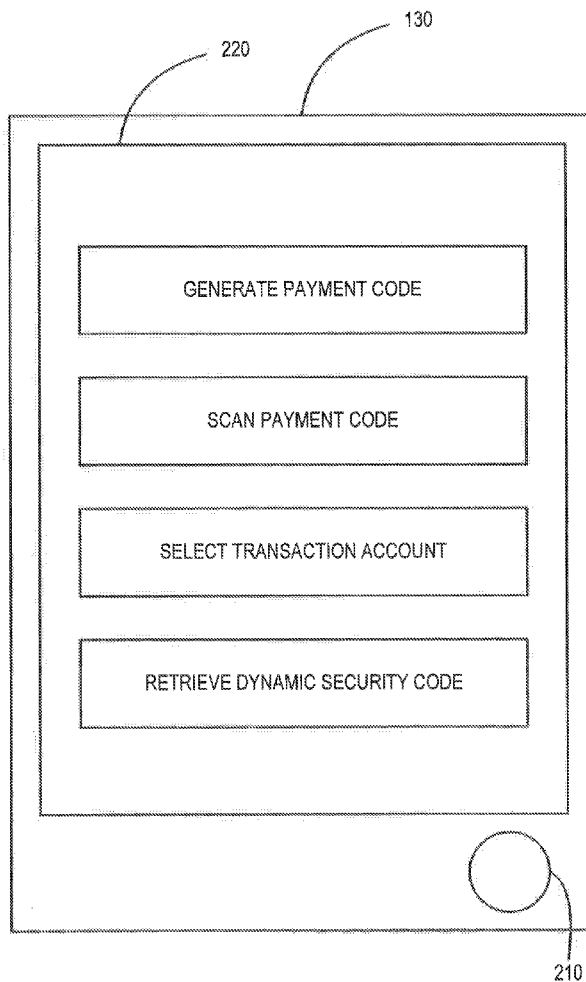 130
220
GENERATE PAYMENT CODE
SCAN PAYMENT CODE
SELECT TRANSACTION ACCOUNT
RETRIEVE DYNAMIC SECURITY CODE
210